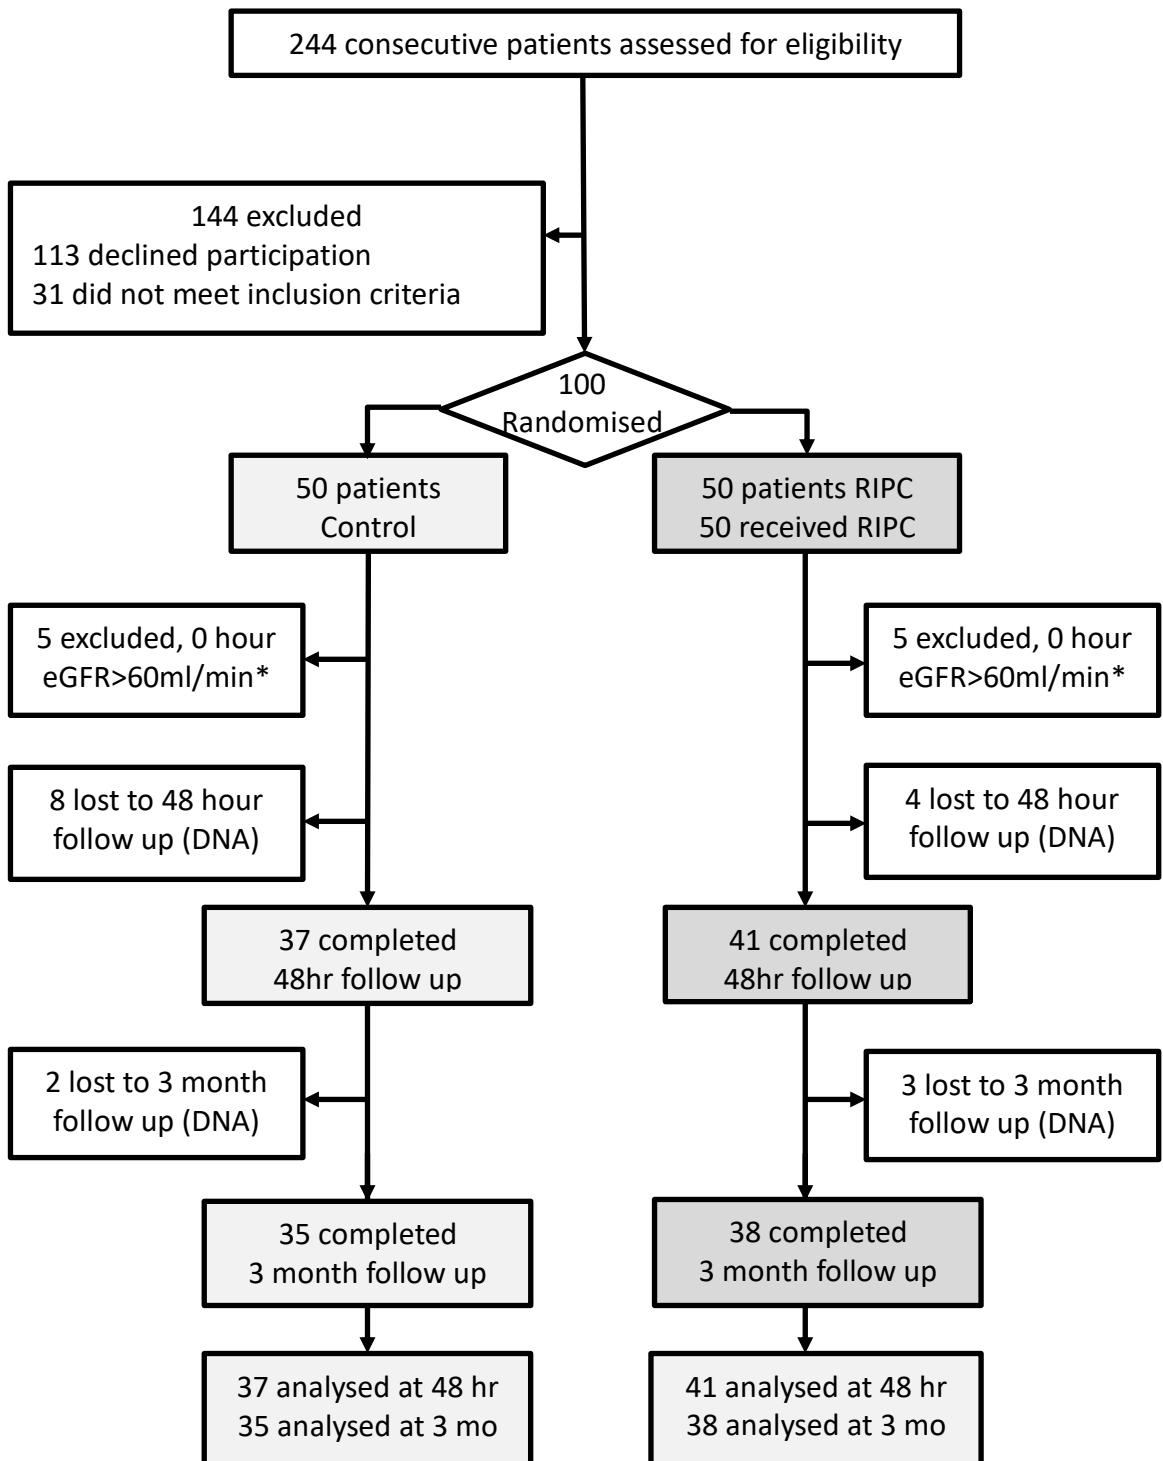 244 consecutive patients assessed for eligibility
144 excluded
113 declined participation
31 did not meet inclusion criteria
100
Randomised
50 patients
Control
50 patients RIPC
50 received RIPC
5 excluded, 0 hour
eGFR>60ml/min*
5 excluded, 0 hour
eGFR>60ml/min*
8 lost to 48 hour
follow up (DNA)
4 lost to 48 hour
follow up (DNA)
37 completed
48hr follow up
41 completed
48hr follow up
2 lost to 3 month
follow up (DNA)
3 lost to 3 month
follow up (DNA)
35 completed
3 month follow up
38 completed
3 month follow up
37 analysed at 48 hr
35 analysed at 3 mo
41 analysed at 48 hr
38 analysed at 3 mo